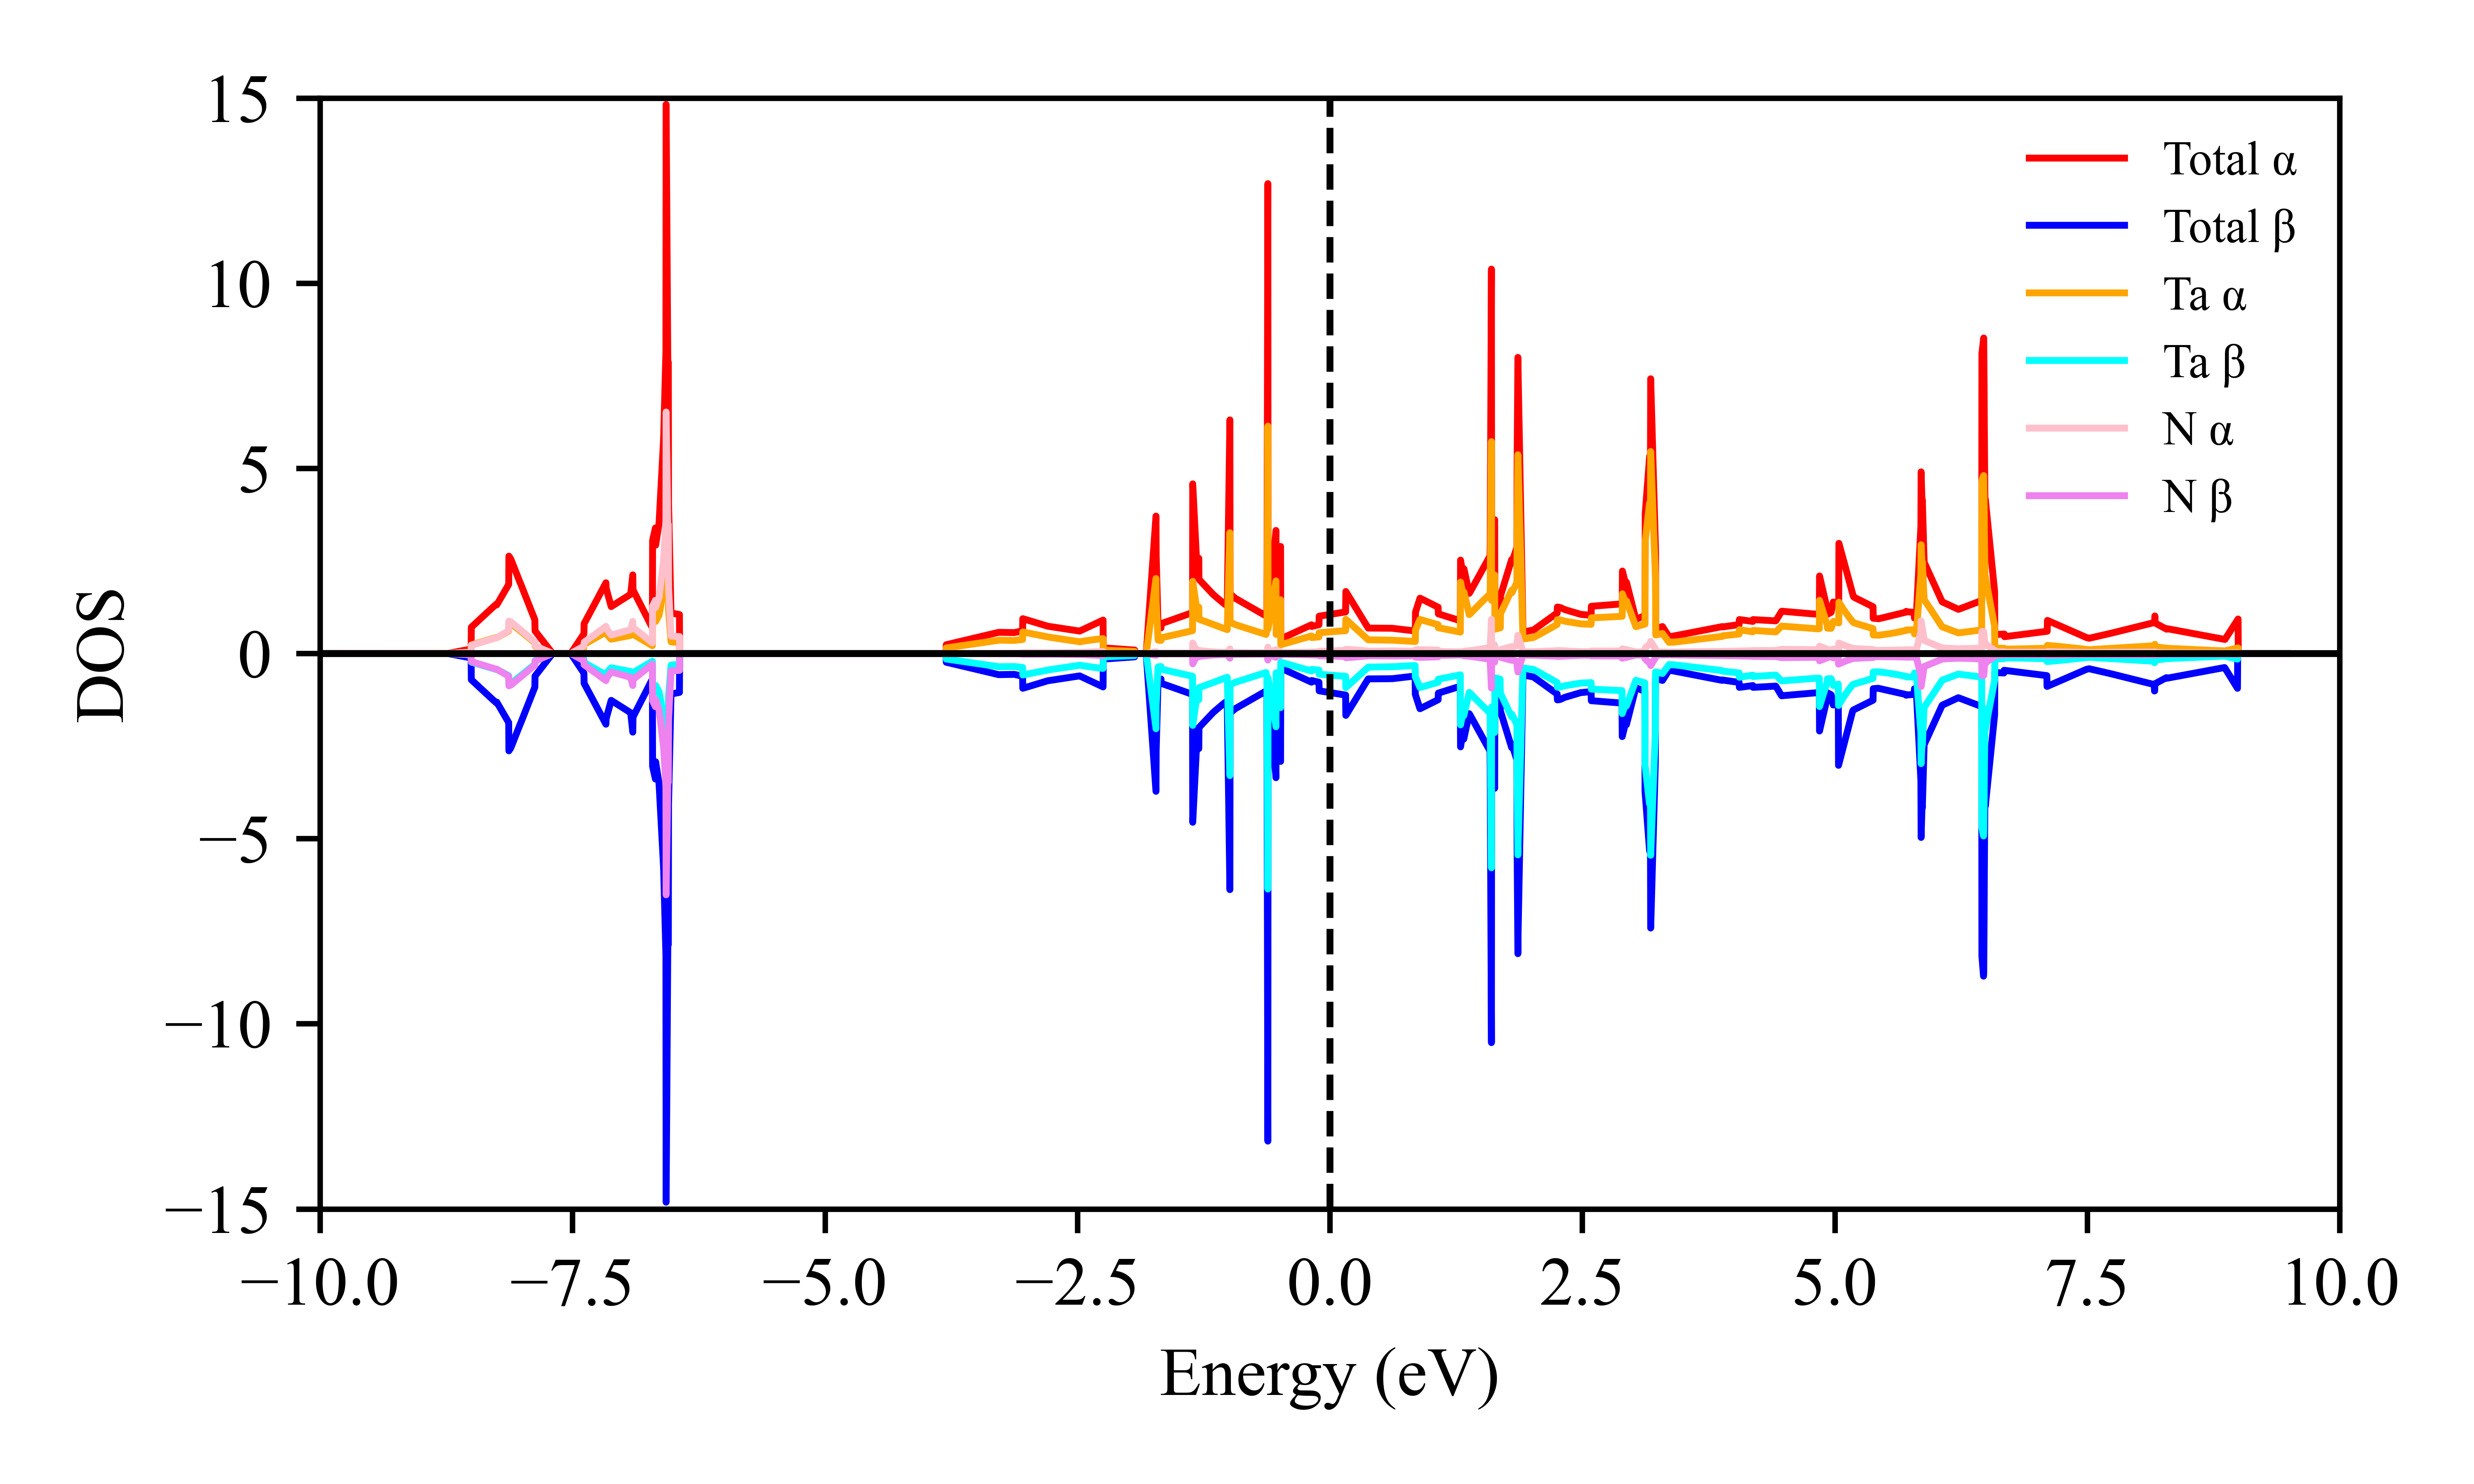 15
10
5
0
−5
−10
−15
DOS
−10.0 −7.5 −5.0 −2.5 0.0 2.5 5.0 7.5 10.0
Energy (eV)
Total α
Total β
Ta α
Ta β
N α
N β